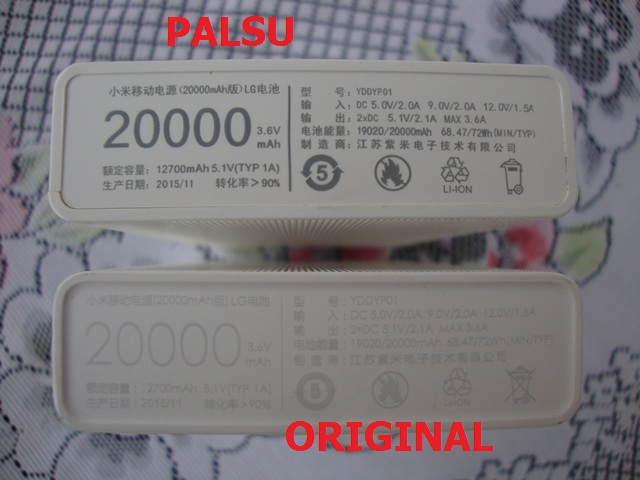 PALSU
小米移动电源(20000mAh版)LG电池
20000 3.6V mAh
额定容量: 12700mAh 5.1V(TYP 1A)
生产日期: 2015/11 转化率>90%
型 号: YDDYP01
输 入: DC 5.0V/2.0A 9.0V/2.0A 12.0V/1.5A
输 出: 2xDC 5.1V/2.1A MAX 3.6A
电池能量: 19020/20000mAh 68.47/72Wh(MIN/TYP)
制 造 商: 江苏紫米电子技术有限公司
5
LI-ION
小米移动电源(20000mAh版)LG电池
20000 3.6V mAh
额定容量: 12700mAh 5.1V(TYP 1A)
生产日期: 2015/11 转化率>90%
型 号: YDDYP01
输 入: DC 5.0V/2.0A 9.0V/2.0A 12.0V/1.5A
输 出: 2xDC 5.1V/2.1A MAX 3.6A
电池能量: 19020/20000mAh 68.47/72Wh(MIN/TYP)
制 造 商: 江苏紫米电子技术有限公司
5
LI-ION
ORIGINAL